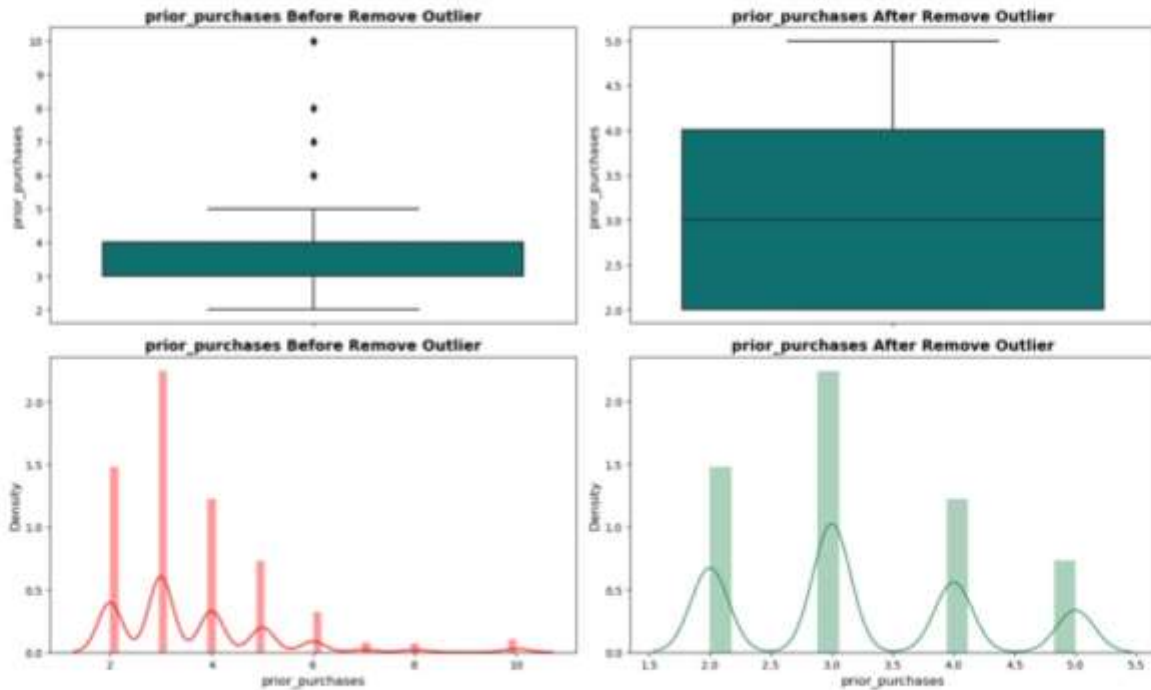 prior_purchases Before Remove Outlier
prior_purchases
10
9
8
7
6
5
4
3
2
prior_purchases After Remove Outlier
prior_purchases
5.0
4.5
4.0
3.5
3.0
2.5
2.0
prior_purchases Before Remove Outlier
Density
2.0
1.5
1.0
0.5
0.0
2 4 6 8 10
prior_purchases
prior_purchases After Remove Outlier
Density
2.0
1.5
1.0
0.5
0.0
1.5 2.0 2.5 3.0 3.5 4.0 4.5 5.0 5.5
prior_purchases